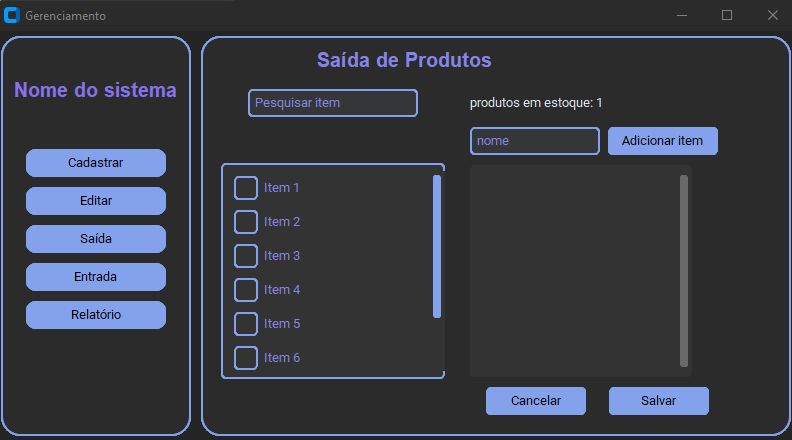 Gerenciamento
Nome do sistema
Cadastrar
Editar
Saída
Entrada
Relatório
Saída de Produtos
Pesquisar item
Item 1
Item 2
Item 3
Item 4
Item 5
Item 6
produtos em estoque: 1
nome
Adicionar item
Cancelar
Salvar